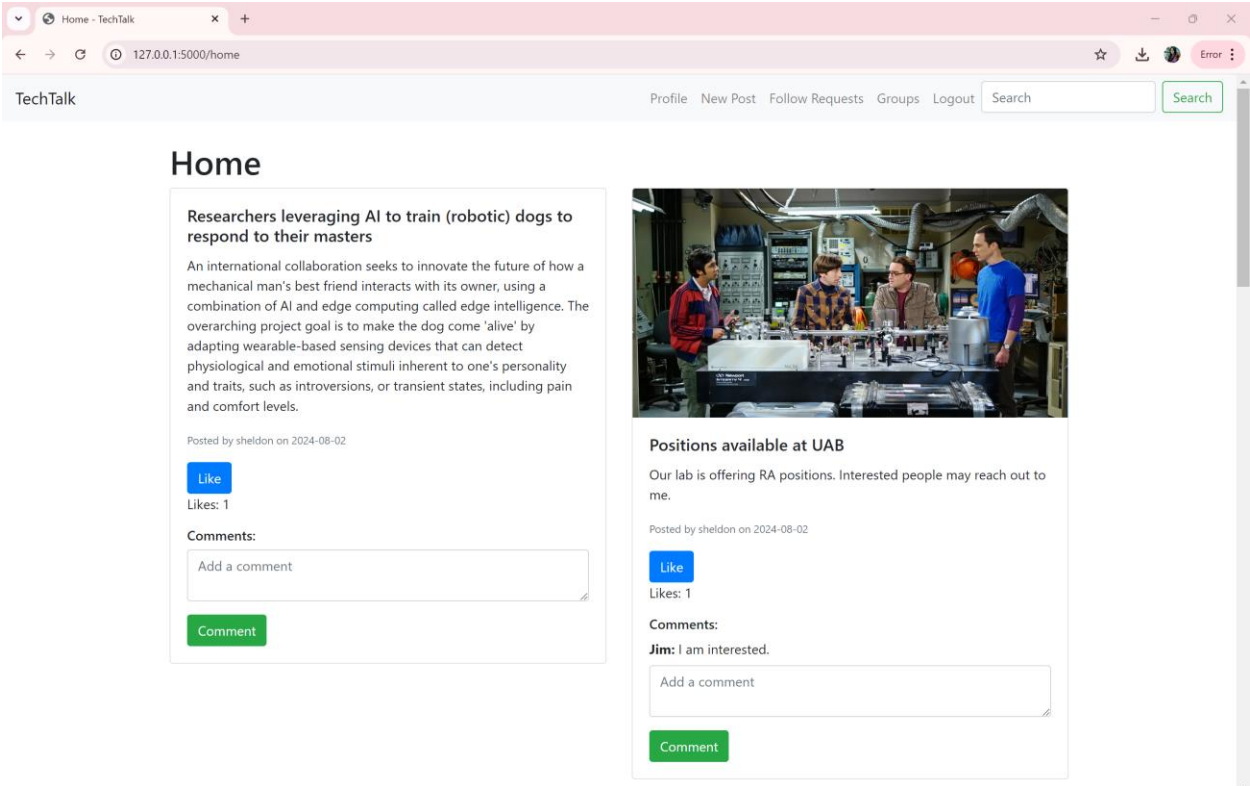 Home - TechTalk
127.0.0.1:5000/home
Error
TechTalk
Profile New Post Follow Requests Groups Logout Search Search
Home
Researchers leveraging AI to train (robotic) dogs to
respond to their masters
An international collaboration seeks to innovate the future of how a
mechanical man's best friend interacts with its owner, using a
combination of AI and edge computing called edge intelligence. The
overarching project goal is to make the dog come 'alive' by
adapting wearable-based sensing devices that can detect
physiological and emotional stimuli inherent to one's personality
and traits, such as introversions, or transient states, including pain
and comfort levels.
Posted by sheldon on 2024-08-02
Like
Likes: 1
Comments:
Add a comment
Comment
Positions available at UAB
Our lab is offering RA positions. Interested people may reach out to
me.
Posted by sheldon on 2024-08-02
Like
Likes: 1
Comments:
Jim: I am interested.
Add a comment
Comment